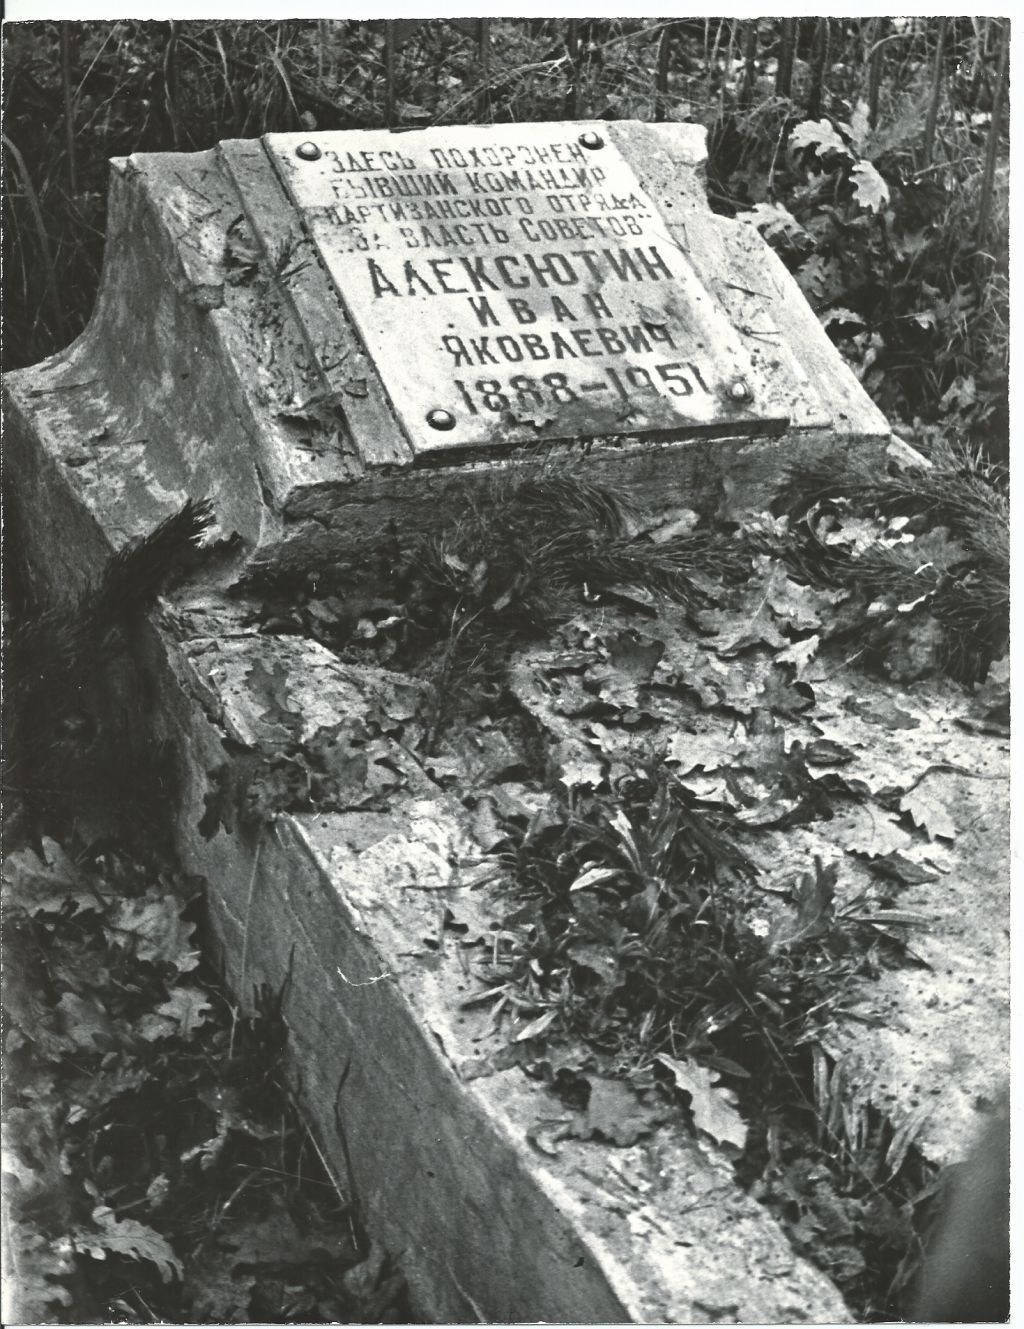 ЗДЕСЬ ПОХОРОНЕН
БЫВШИЙ КОМАНДИР
ПАРТИЗАНСКОГО ОТРЯДА
„ЗА ВЛАСТЬ СОВЕТОВ"
АЛЕКСЮТИН
ИВАН
ЯКОВЛЕВИЧ
1888-1951